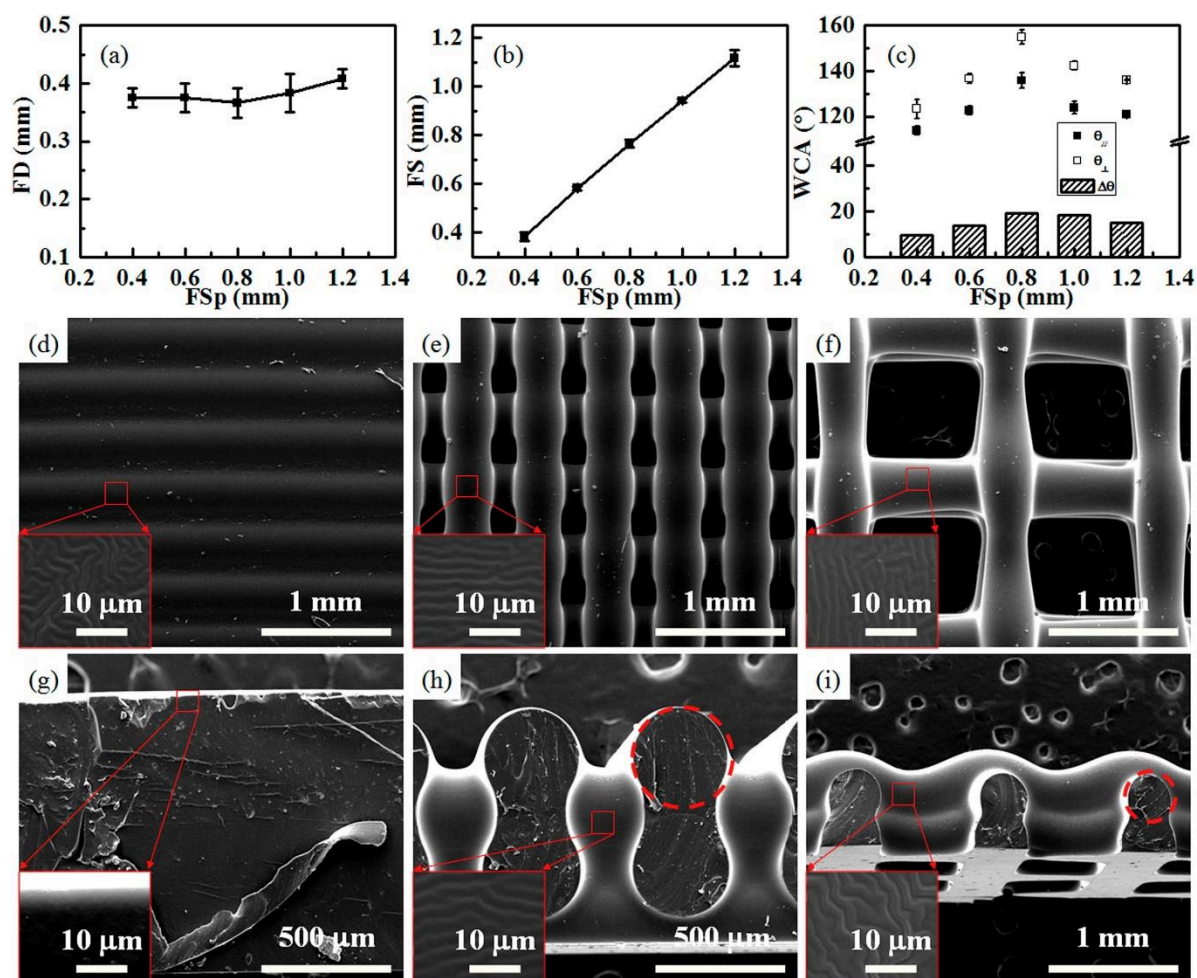 (a)
0.5
0.4
0.3
0.2
0.1
FD (mm)
0.2 0.4 0.6 0.8 1.0 1.2 1.4
FSp (mm)
(b)
1.2
1.0
0.8
0.6
0.4
FS (mm)
0.2 0.4 0.6 0.8 1.0 1.2 1.4
FSp (mm)
(c)
160
140
120
40
20
0
WCA (°)
θ//
θ⊥
Δθ
0.2 0.4 0.6 0.8 1.0 1.2 1.4
FSp (mm)
(d)
10 μm
1 mm
(e)
10 μm
1 mm
(f)
10 μm
1 mm
(g)
10 μm
500 μm
(h)
10 μm
500 μm
(i)
10 μm
1 mm